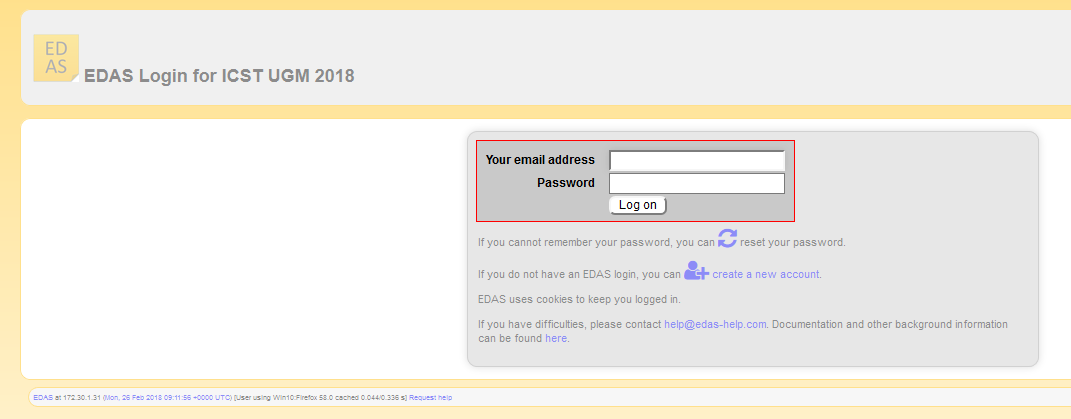 ED
AS
EDAS Login for ICST UGM 2018
Your email address
Password
Log on
If you cannot remember your password, you can reset your password.
If you do not have an EDAS login, you can create a new account.
EDAS uses cookies to keep you logged in.
If you have difficulties, please contact help@edas-help.com. Documentation and other background information
can be found here.
EDAS at 172.30.1.31 (Mon, 26 Feb 2018 09:11:56 +0000 UTC) [User using Win10:Firefox 58.0 cached 0.044/0.336 s] Request help